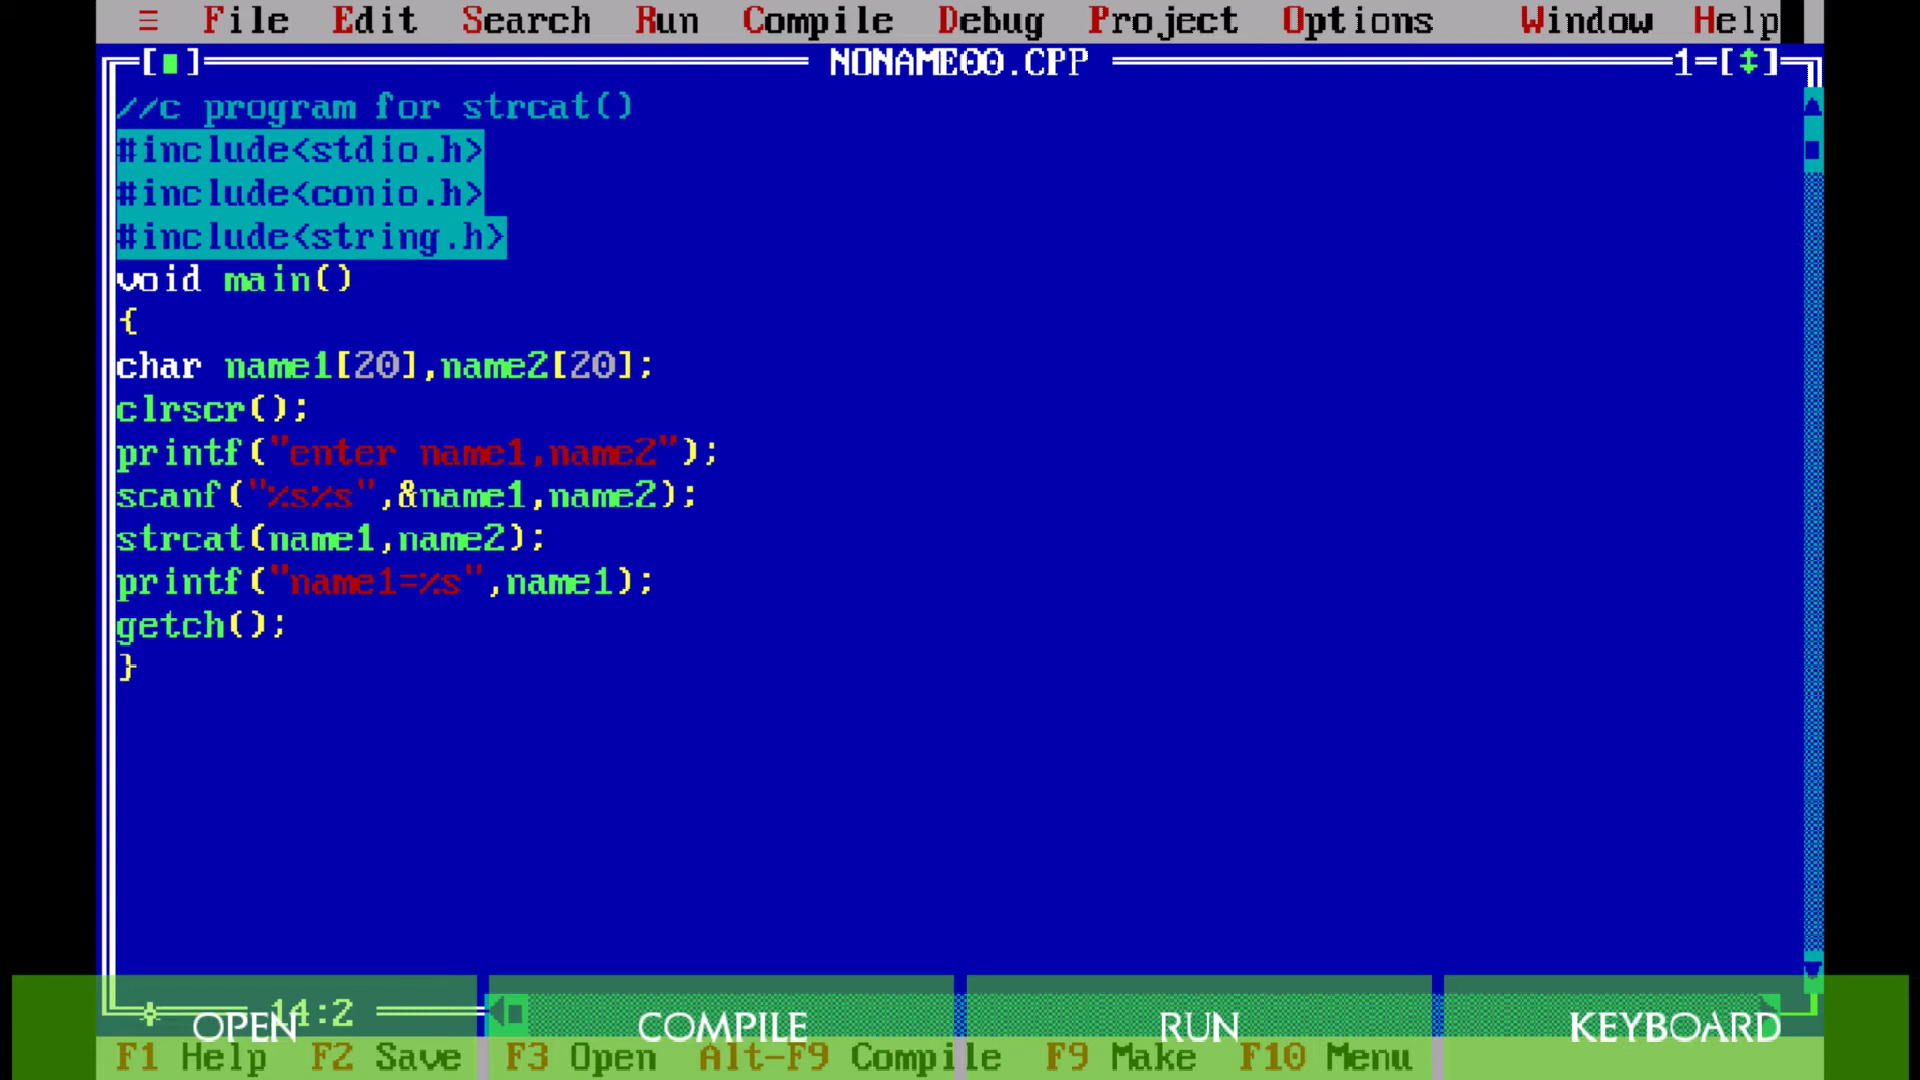 ≡ File Edit Search Run Compile Debug Project Options Window Help
[■] NONAME00.CPP 1=[↕]
//c program for strcat()
#include<stdio.h>
#include<conio.h>
#include<string.h>
void main()
{
char name1[20],name2[20];
clrscr();
printf("enter name1,name2");
scanf("%s%s",&name1,name2);
strcat(name1,name2);
printf("name1=%s",name1);
getch();
}
14:2
OPEN COMPILE RUN KEYBOARD
F1 Help F2 Save F3 Open Alt-F9 Compile F9 Make F10 Menu